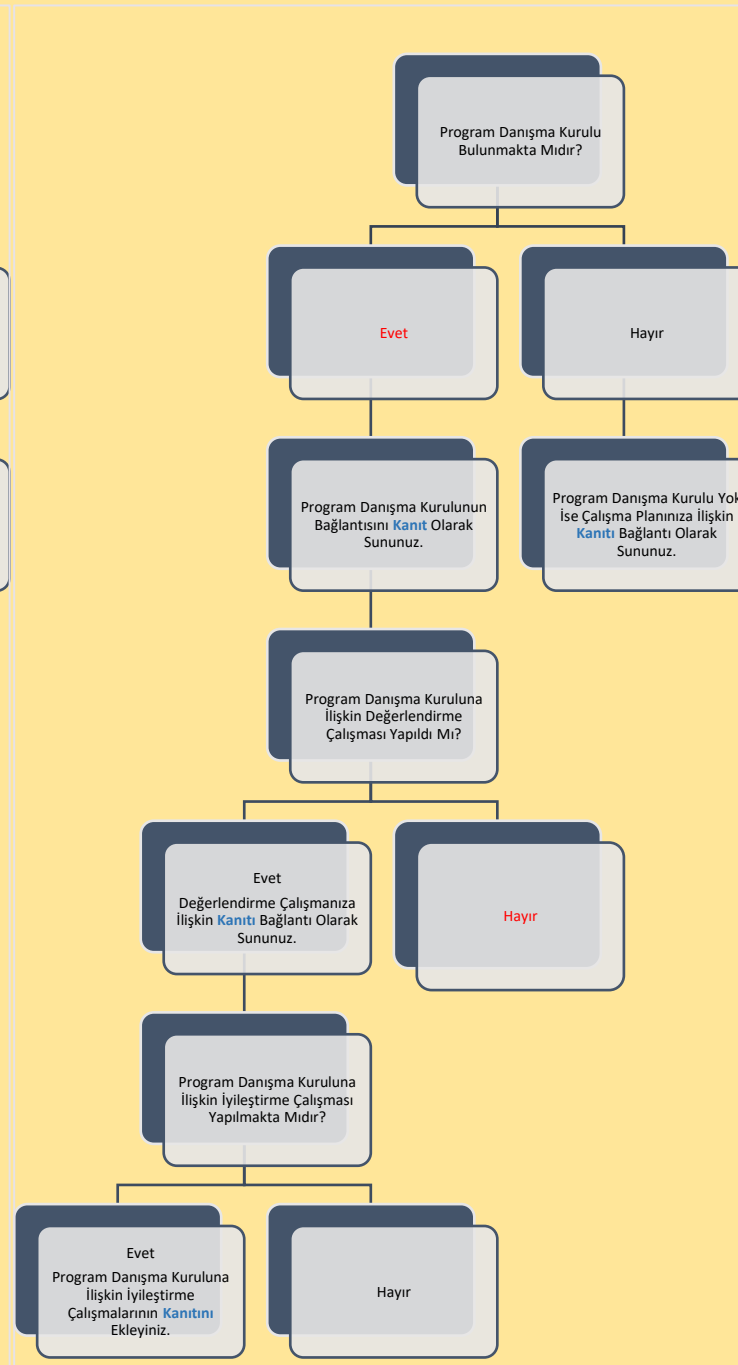 Program Danışma Kurulu
Bulunmakta Mıdır?
Evet
Hayır
Program Danışma Kurulunun
Bağlantısını Kanıt Olarak
Sununuz.
Program Danışma Kurulu Yok
İse Çalışma Planınıza İlişkin
Kanıtı Bağlantı Olarak
Sununuz.
Program Danışma Kuruluna
İlişkin Değerlendirme
Çalışması Yapıldı Mı?
Evet
Değerlendirme Çalışmanıza
İlişkin Kanıtı Bağlantı Olarak
Sununuz.
Hayır
Program Danışma Kuruluna
İlişkin İyileştirme Çalışması
Yapılmakta Mıdır?
Evet
Program Danışma Kuruluna
İlişkin İyileştirme
Çalışmalarının Kanıtını
Ekleyiniz.
Hayır